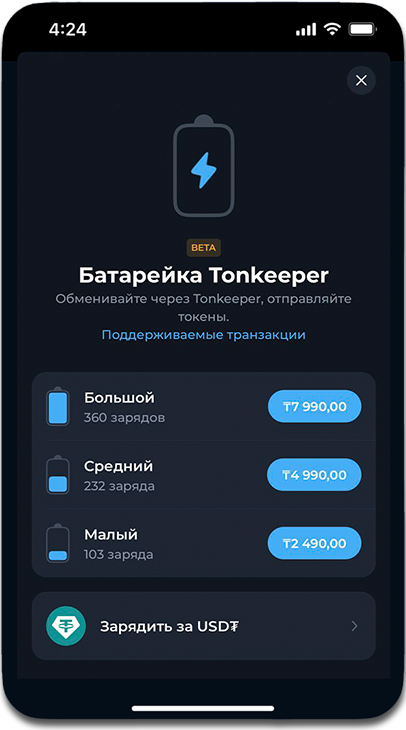 4:24
BETA
Батарейка Tonkeeper
Обменивайте через Tonkeeper, отправляйте
токены.
Поддерживаемые транзакции
Большой
₸7 990,00
360 зарядов
Средний
₸4 990,00
232 заряда
Малый
₸2 490,00
103 заряда
Зарядить за USD₮